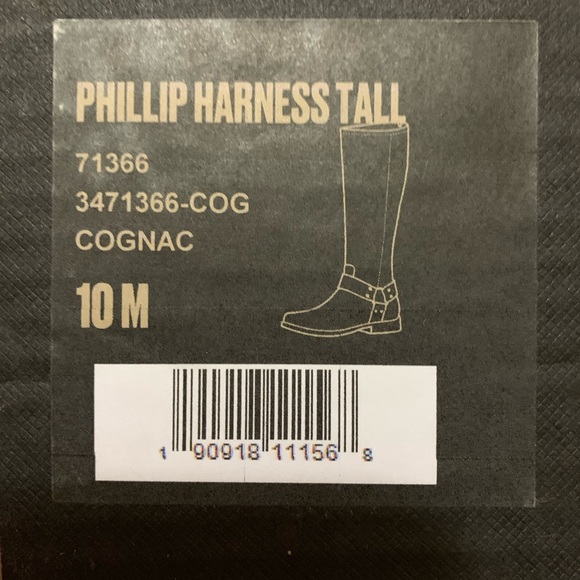 PHILLIP HARNESS TALL
71366
3471366-COG
COGNAC
10 M
1 90918 11156 8